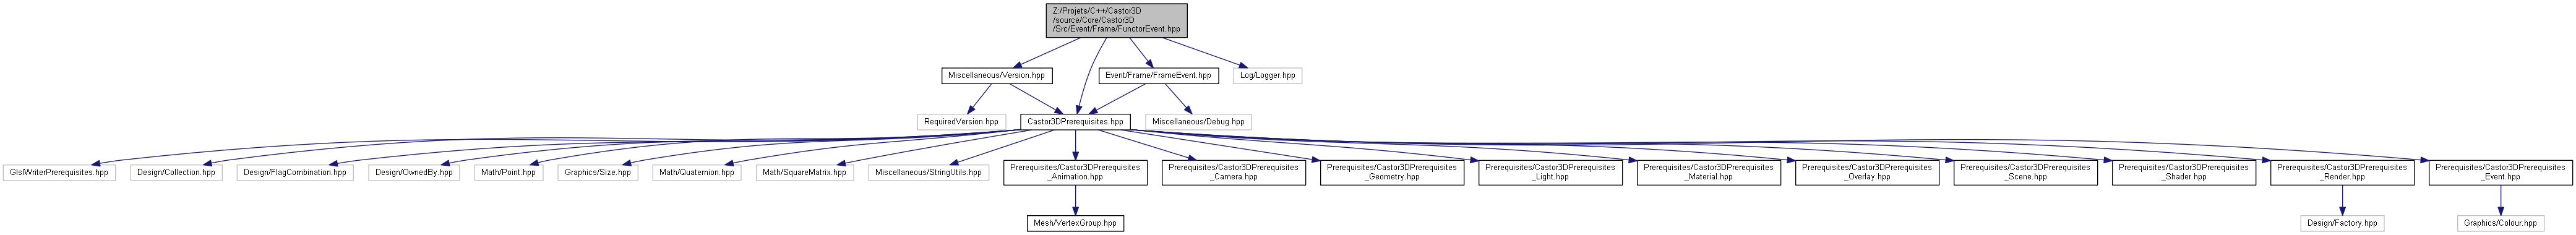 Z:/Projets/C++/Castor3D
/source/Core/Castor3D
/Src/Event/Frame/FunctorEvent.hpp
Miscellaneous/Version.hpp
Event/Frame/FrameEvent.hpp
Log/Logger.hpp
RequiredVersion.hpp
Castor3DPrerequisites.hpp
Miscellaneous/Debug.hpp
GlslWriterPrerequisites.hpp
Design/Collection.hpp
Design/FlagCombination.hpp
Design/OwnedBy.hpp
Math/Point.hpp
Graphics/Size.hpp
Math/Quaternion.hpp
Math/SquareMatrix.hpp
Miscellaneous/StringUtils.hpp
Prerequisites/Castor3DPrerequisites
_Animation.hpp
Prerequisites/Castor3DPrerequisites
_Camera.hpp
Prerequisites/Castor3DPrerequisites
_Geometry.hpp
Prerequisites/Castor3DPrerequisites
_Light.hpp
Prerequisites/Castor3DPrerequisites
_Material.hpp
Prerequisites/Castor3DPrerequisites
_Overlay.hpp
Prerequisites/Castor3DPrerequisites
_Scene.hpp
Prerequisites/Castor3DPrerequisites
_Shader.hpp
Prerequisites/Castor3DPrerequisites
_Render.hpp
Prerequisites/Castor3DPrerequisites
_Event.hpp
Mesh/VertexGroup.hpp
Design/Factory.hpp
Graphics/Colour.hpp